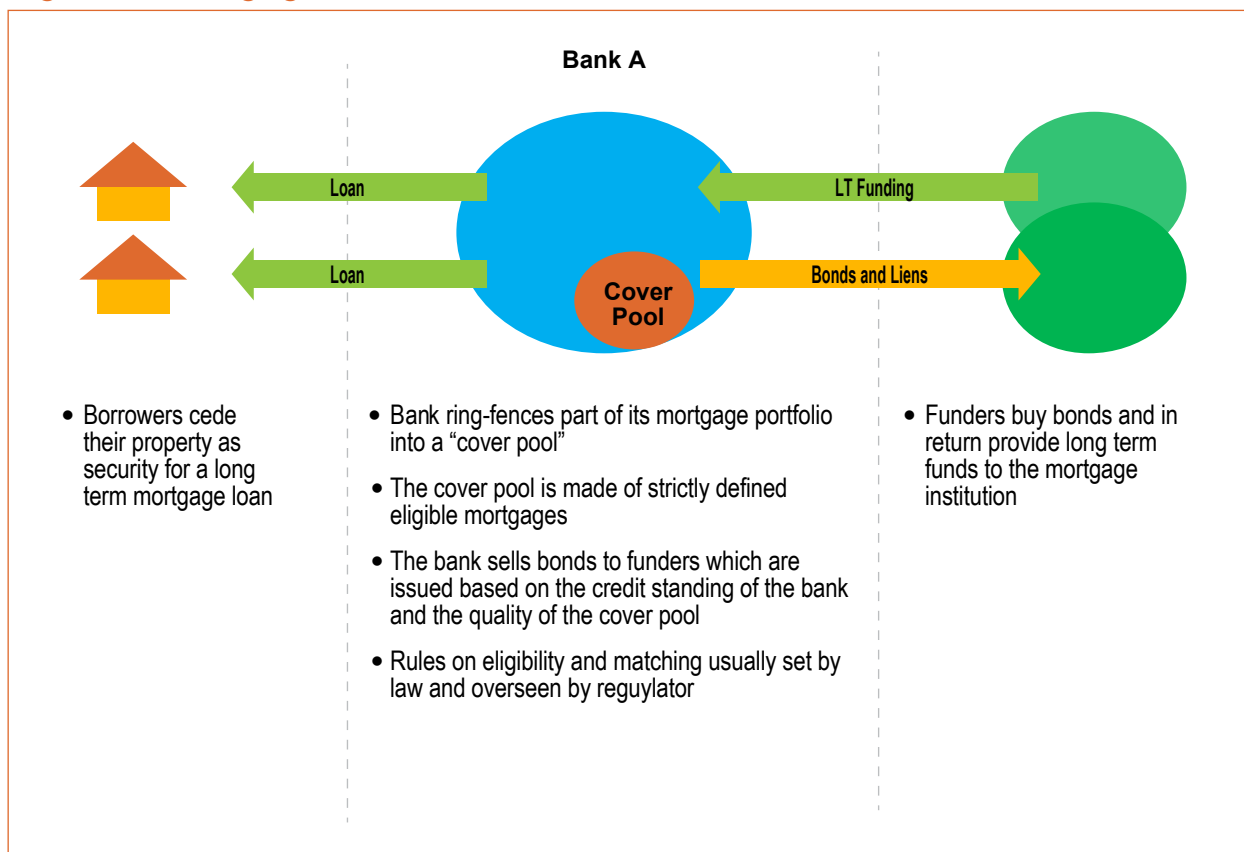 Bank A
Loan
LT Funding
Loan
Bonds and Liens
Cover
Pool
• Borrowers cede
their property as
security for a long
term mortgage loan
• Bank ring-fences part of its mortgage portfolio
into a “cover pool”
• The cover pool is made of strictly defined
eligible mortgages
• The bank sells bonds to funders which are
issued based on the credit standing of the bank
and the quality of the cover pool
• Rules on eligibility and matching usually set by
law and overseen by reguylator
• Funders buy bonds and in
return provide long term
funds to the mortgage
institution